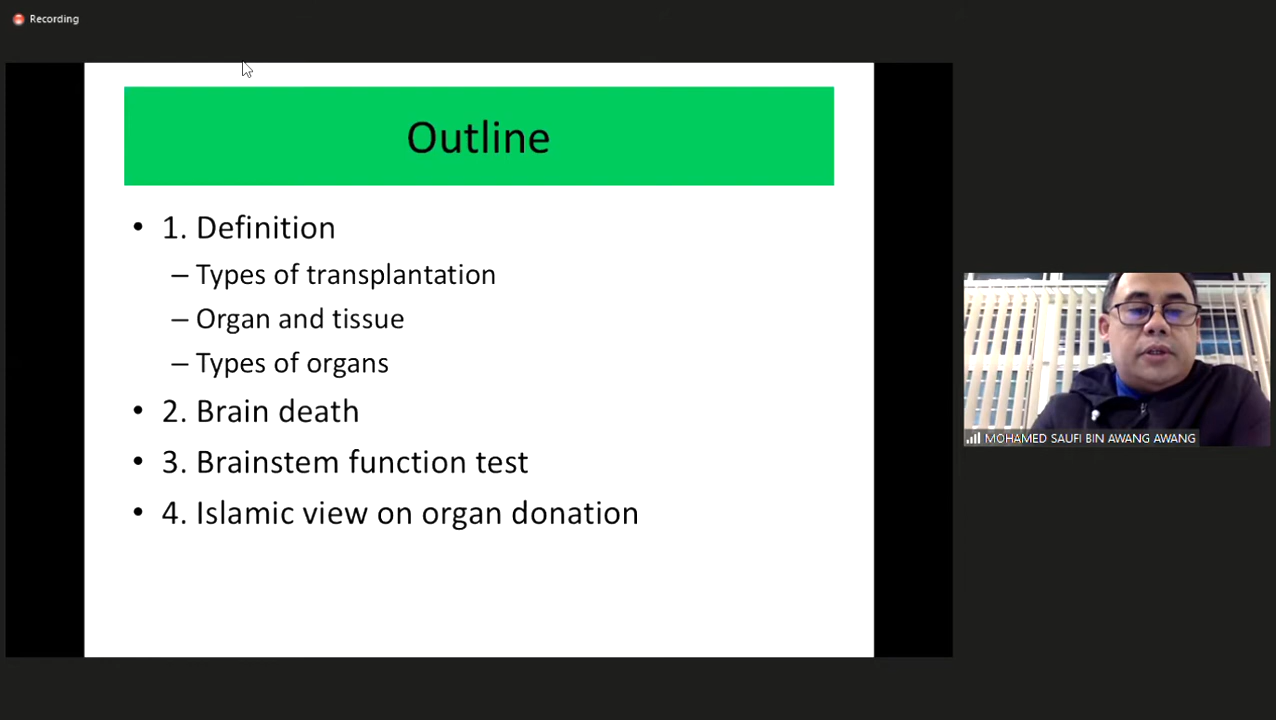 Recording
Outline
• 1. Definition
– Types of transplantation
– Organ and tissue
– Types of organs
• 2. Brain death
• 3. Brainstem function test
• 4. Islamic view on organ donation
MOHAMED SAUFI BIN AWANG AWANG